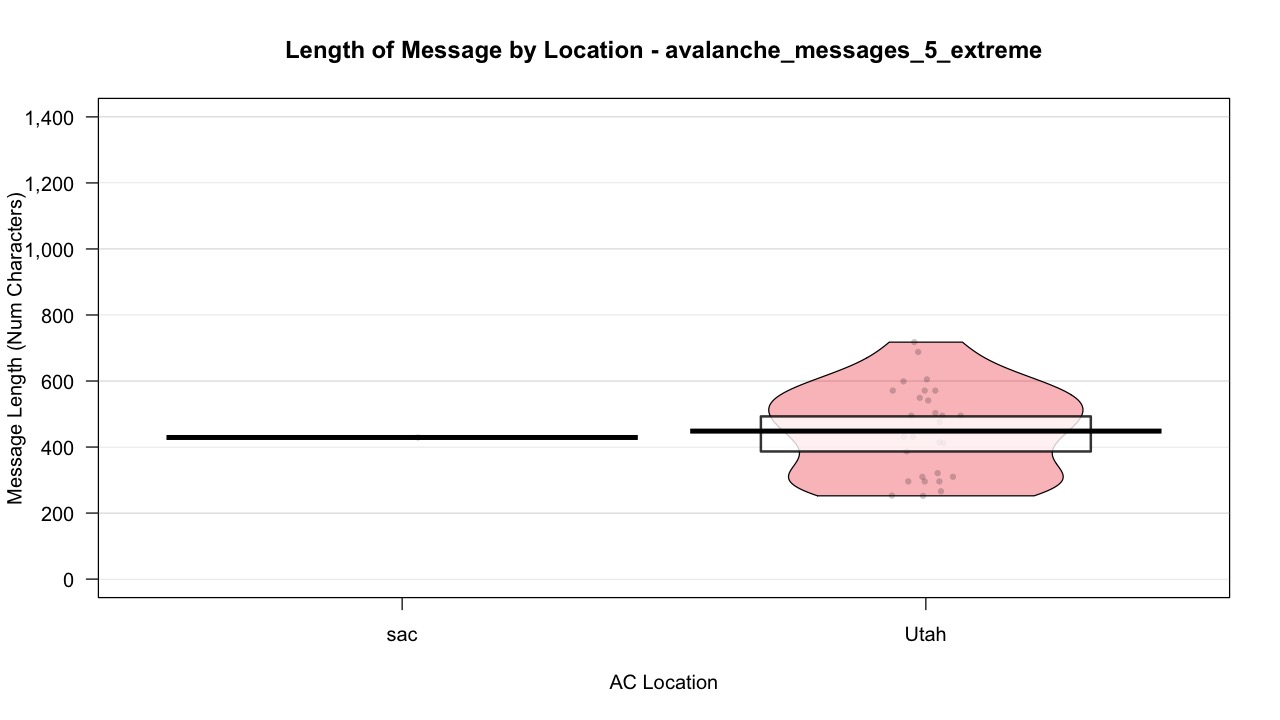 Length of Message by Location - avalanche_messages_5_extreme
Message Length (Num Characters)
1,400
1,200
1,000
800
600
400
200
0
sac
Utah
AC Location